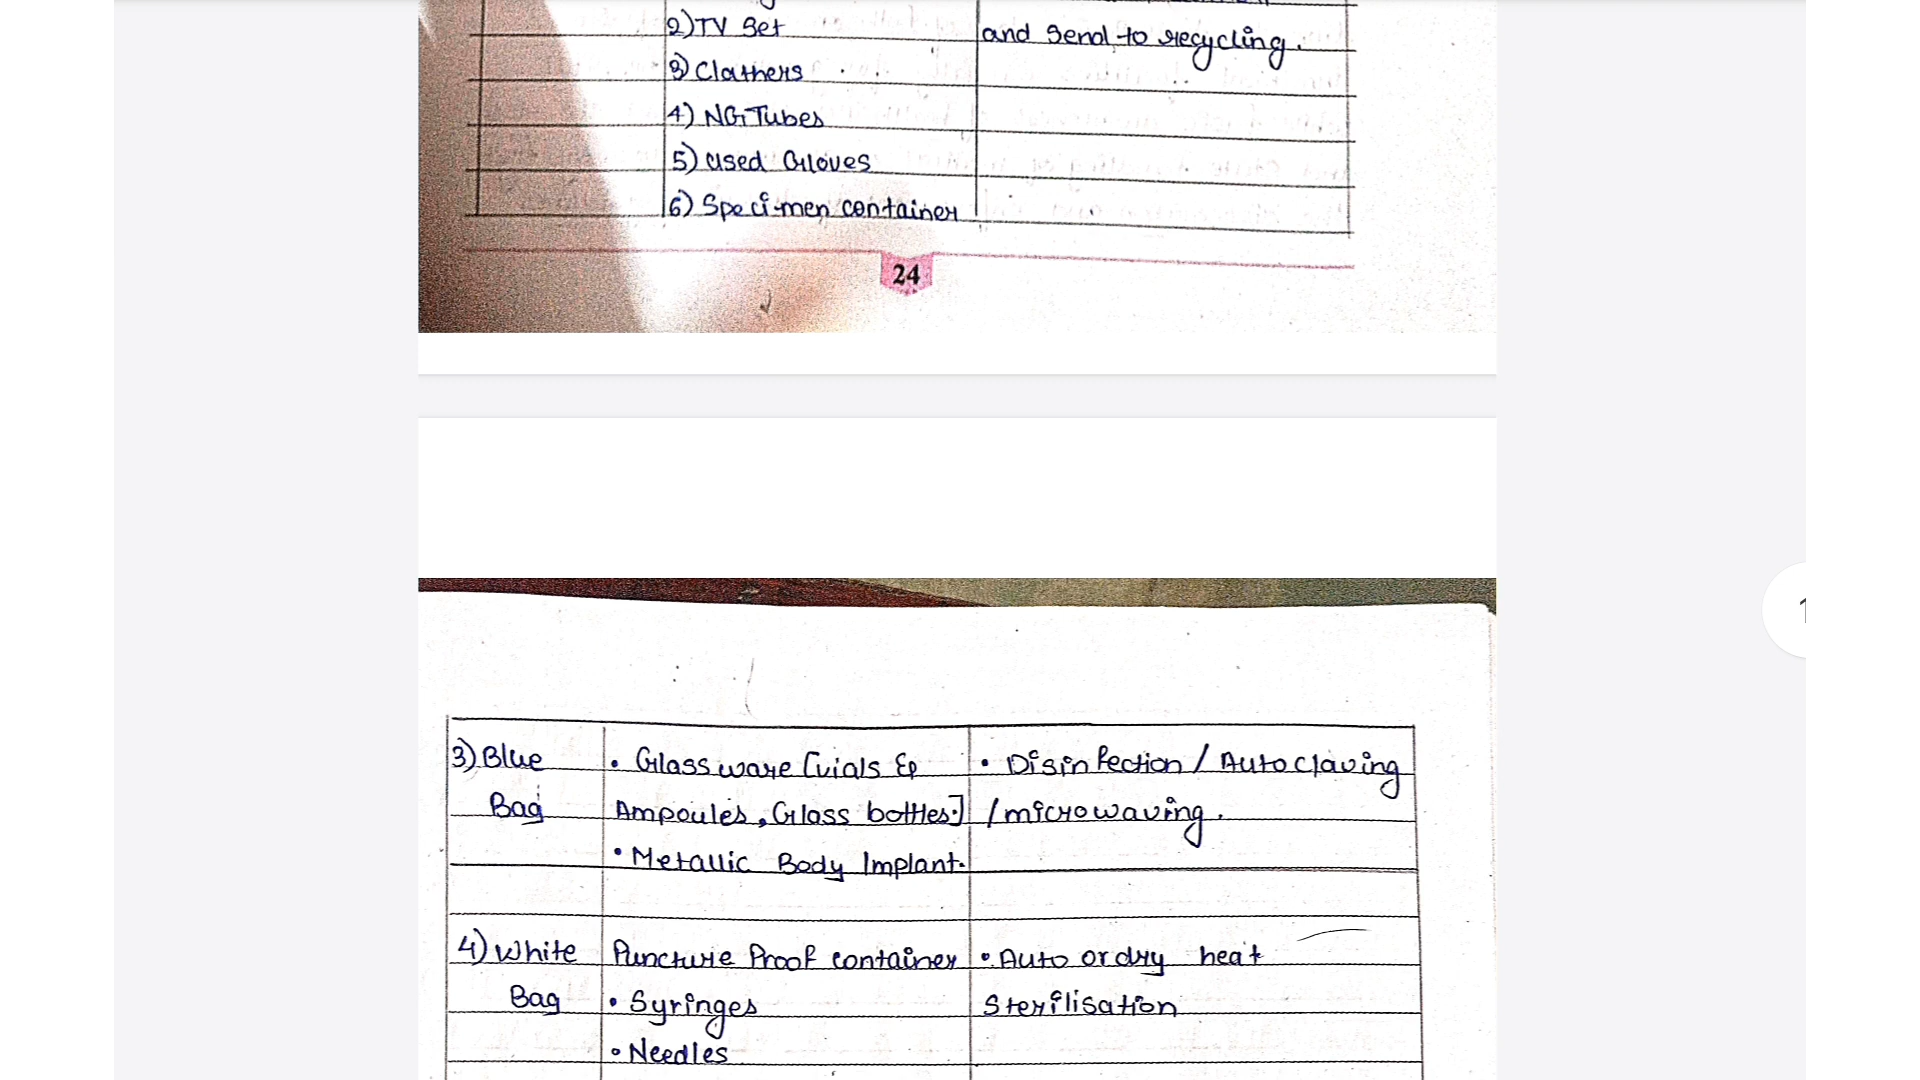 2) TV Set
and Send to recycling.
3) Clathers
4) NG Tubes
5) Used Gloves
6) Specimen container
24
3) Blue
Bag
• Glassware [vials &
Ampoules, Glass bottles.]
• Metallic Body Implant.
• Disinfection / Autoclaving
/ microwaving.
4) White
Bag
Puncture Proof container
• Syringes
• Needles
• Auto or dry heat
Sterilisation
1